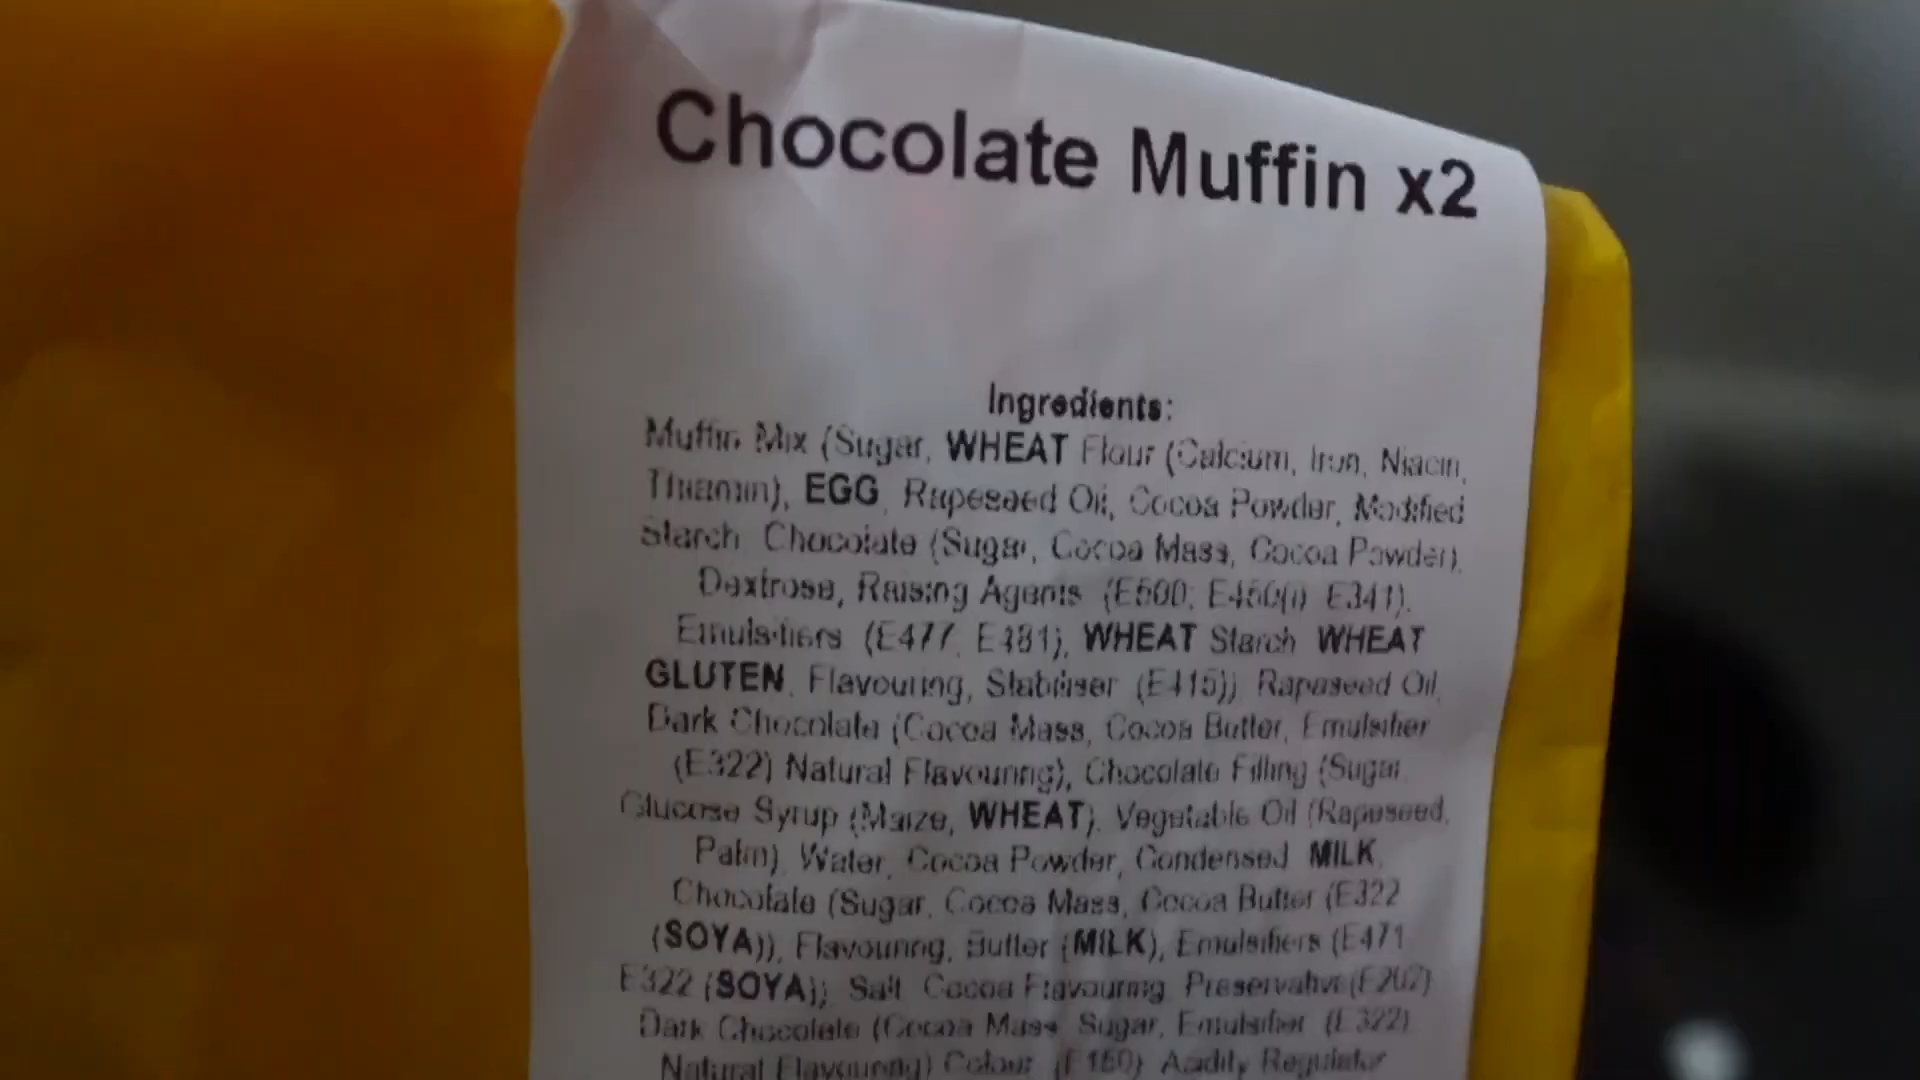 Chocolate Muffin x2
Ingredients:
Muffin Mix (Sugar, WHEAT Flour (Calcium, Iron, Niacin,
Thiamin), EGG, Rapeseed Oil, Cocoa Powder, Modified
Starch, Chocolate (Sugar, Cocoa Mass, Cocoa Powder),
Dextrose, Raising Agents (E500; E450(i) E341),
Emulsifiers (E477, E481), WHEAT Starch WHEAT
GLUTEN, Flavouring, Stabiliser (E415)), Rapeseed Oil,
Dark Chocolate (Cocoa Mass, Cocoa Butter, Emulsifier
(E322) Natural Flavouring), Chocolate Filling (Sugar,
Glucose Syrup (Maize, WHEAT), Vegetable Oil (Rapeseed,
Palm), Water, Cocoa Powder, Condensed MILK,
Chocolate (Sugar, Cocoa Mass, Cocoa Butter (E322
(SOYA)), Flavouring, Butter (MILK), Emulsifiers (E471
E322 (SOYA)), Salt, Cocoa Flavouring, Preservative (E202)
Dark Chocolate (Cocoa Mass, Sugar, Emulsifier (E322)
Natural Flavouring) Colour (E150) Acidity Regulator